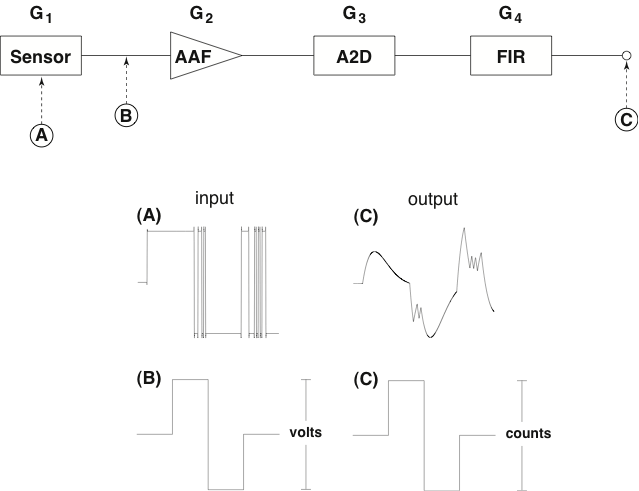 G1 G2 G3 G4
Sensor AAF A2D FIR
A B C
input output
(A) (C)
(B) (C)
volts counts